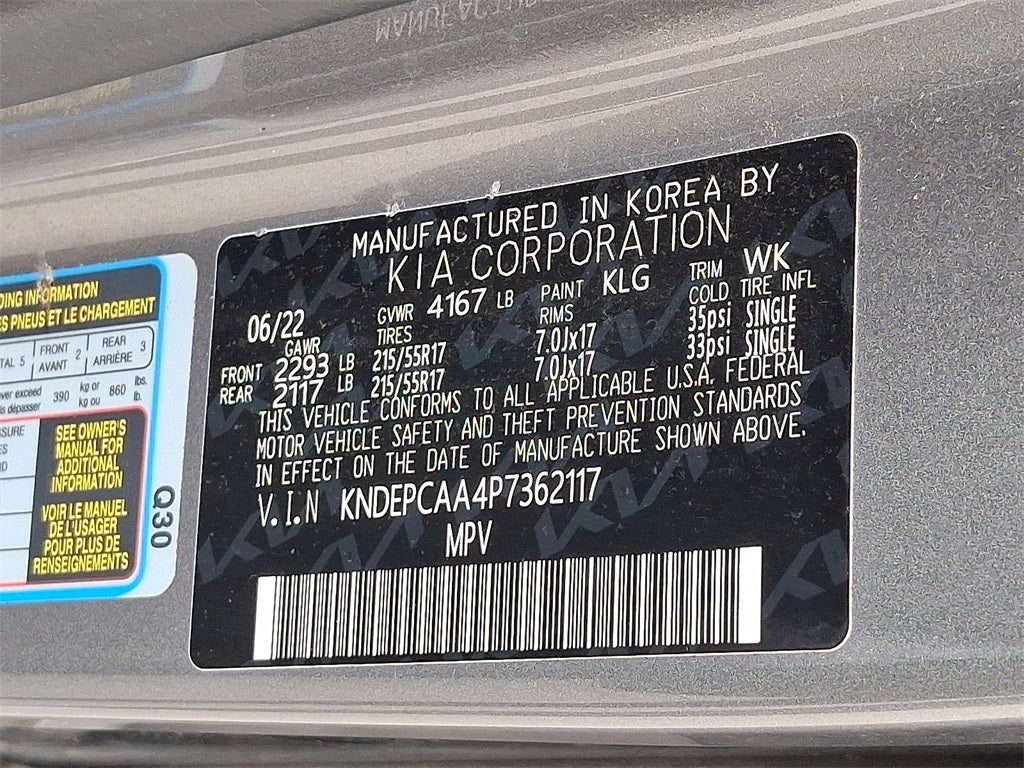 MANUFACTURED IN KOREA BY
KIA CORPORATION
06/22 GVWR 4167 LB PAINT KLG TRIM WK
GAWR TIRES RIMS COLD TIRE INFL
FRONT 2293 LB 215/55R17 7.0Jx17 35psi SINGLE
REAR 2117 LB 215/55R17 7.0Jx17 33psi SINGLE
THIS VEHICLE CONFORMS TO ALL APPLICABLE U.S.A. FEDERAL
MOTOR VEHICLE SAFETY AND THEFT PREVENTION STANDARDS
IN EFFECT ON THE DATE OF MANUFACTURE SHOWN ABOVE.
V.I.N KNDEPCAA4P7362117
MPV
DING INFORMATION
ES PNEUS ET LE CHARGEMENT
TAL 5 FRONT AVANT 2 REAR ARRIÈRE 3
ever exceed
is dépasser 390 kg or kg ou 860 lbs. lb.
SEE OWNER'S
MANUAL FOR
ADDITIONAL
INFORMATION
VOIR LE MANUEL
DE L'USAGER
POUR PLUS DE
RENSEIGNEMENTS
Q30